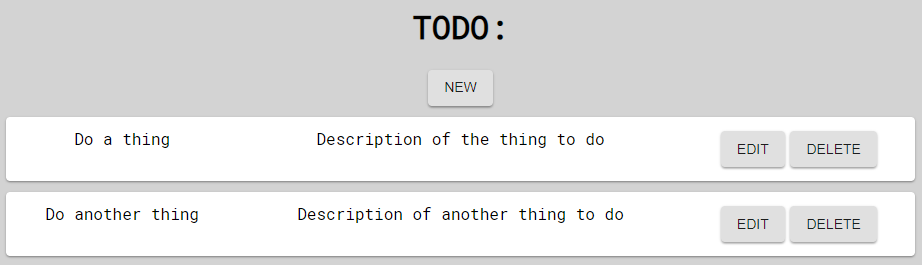 TODO:
NEW
Do a thing Description of the thing to do EDIT DELETE
Do another thing Description of another thing to do EDIT DELETE